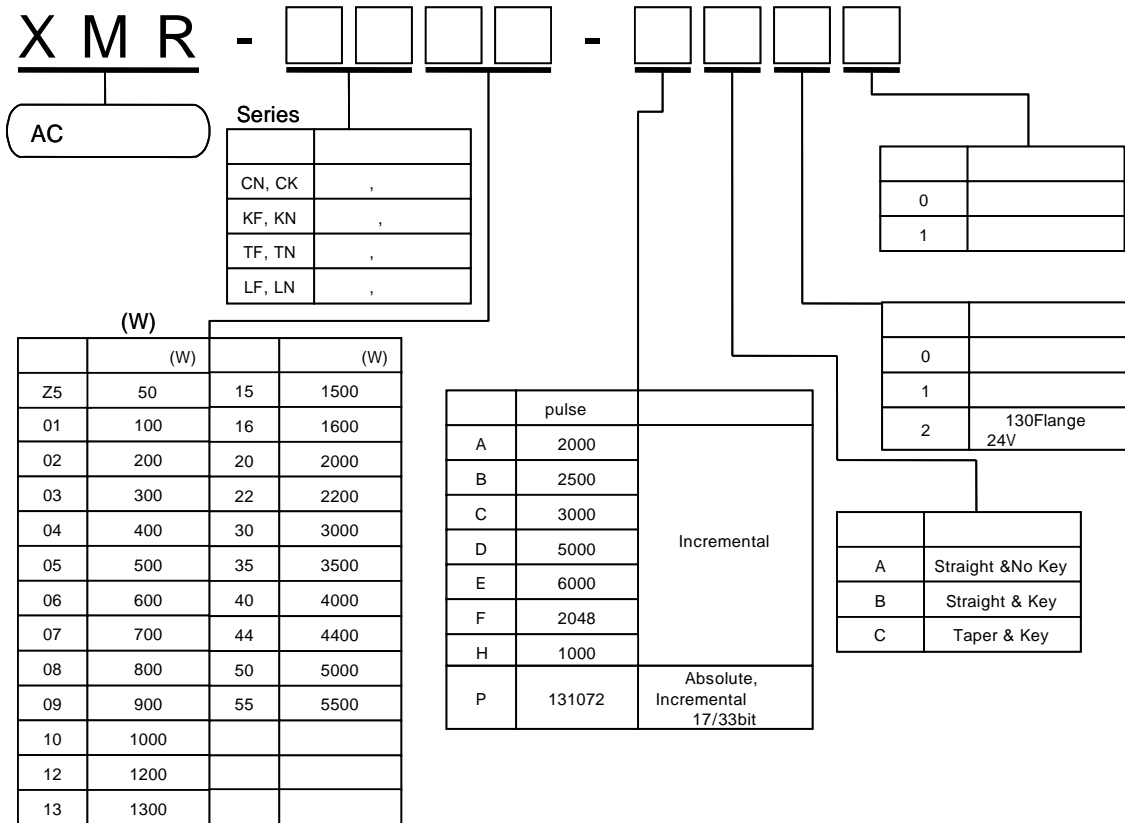 X M R - -
AC
Series
CN, CK ,
KF, KN ,
TF, TN ,
LF, LN ,
0
1
(W)
(W) (W)
Z5 50 15 1500
01 100 16 1600
02 200 20 2000
03 300 22 2200
04 400 30 3000
05 500 35 3500
06 600 40 4000
07 700 44 4400
08 800 50 5000
09 900 55 5500
10 1000
12 1200
13 1300
pulse
A 2000
B 2500
C 3000
D 5000
E 6000
F 2048
H 1000
Incremental
P 131072 Absolute,
Incremental
17/33bit
0
1
2 130Flange
24V
A Straight &No Key
B Straight & Key
C Taper & Key